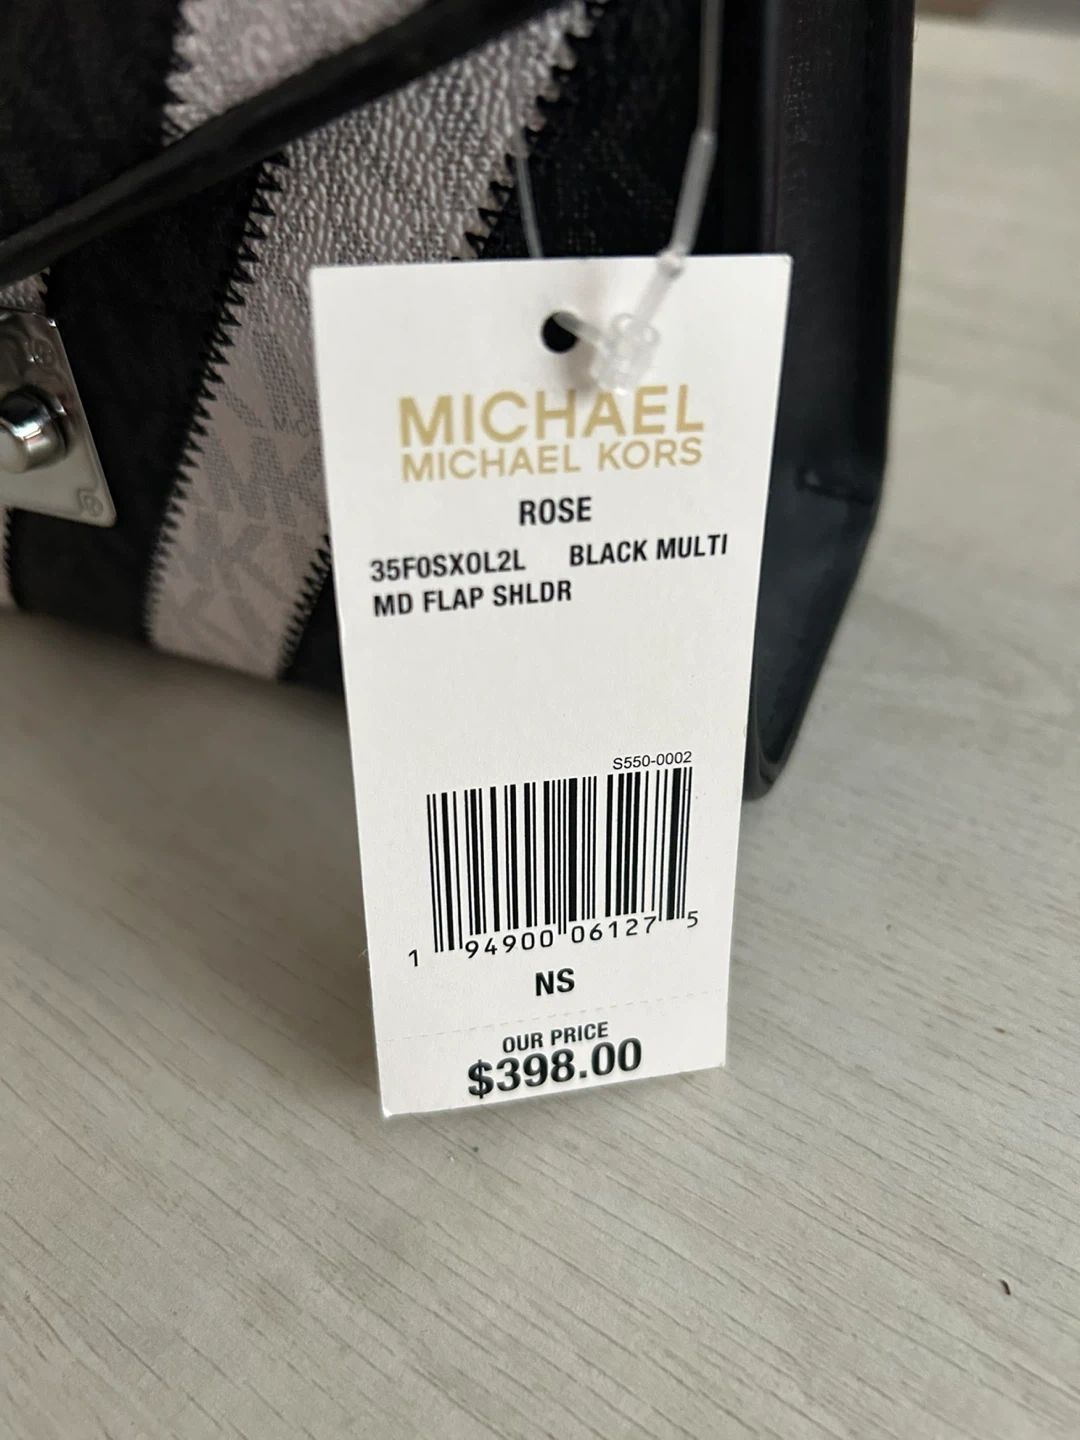 MICHAEL
MICHAEL KORS
ROSE
35F0SXOL2L BLACK MULTI
MD FLAP SHLDR
S550-0002
1 94900 06127 5
NS
OUR PRICE
$398.00